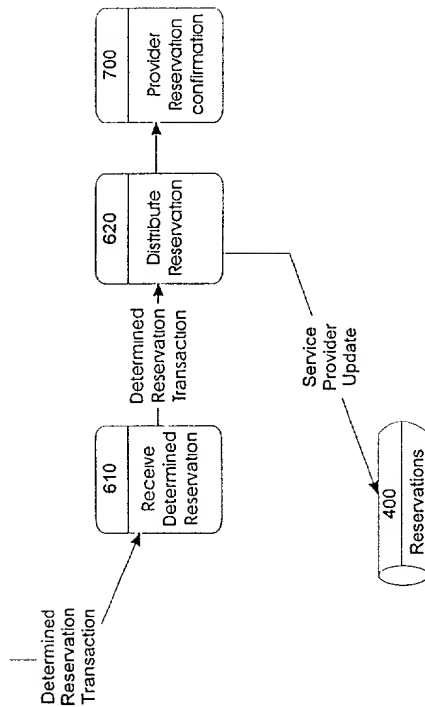 Determined
Reservation
Transaction
610
Receive
Determined
Reservation
Determined
Reservation
Transaction
620
Distribute
Reservation
700
Provider
Reservation
confirmation
Service
Provider
Update
400
Reservations